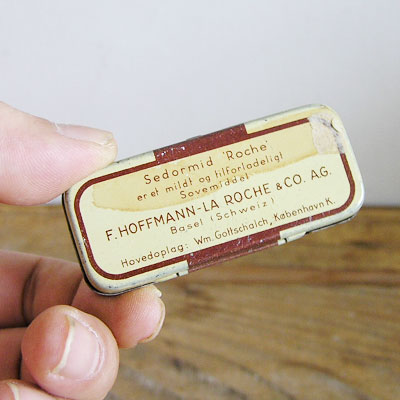 Sedormid 'Roche'
er et mildt og tilforladeligt
Sovemiddel
F. HOFFMANN-LA ROCHE & CO. AG.
Basel (Schweiz)
Hovedoplag: Wm. Gottschalch, København K.